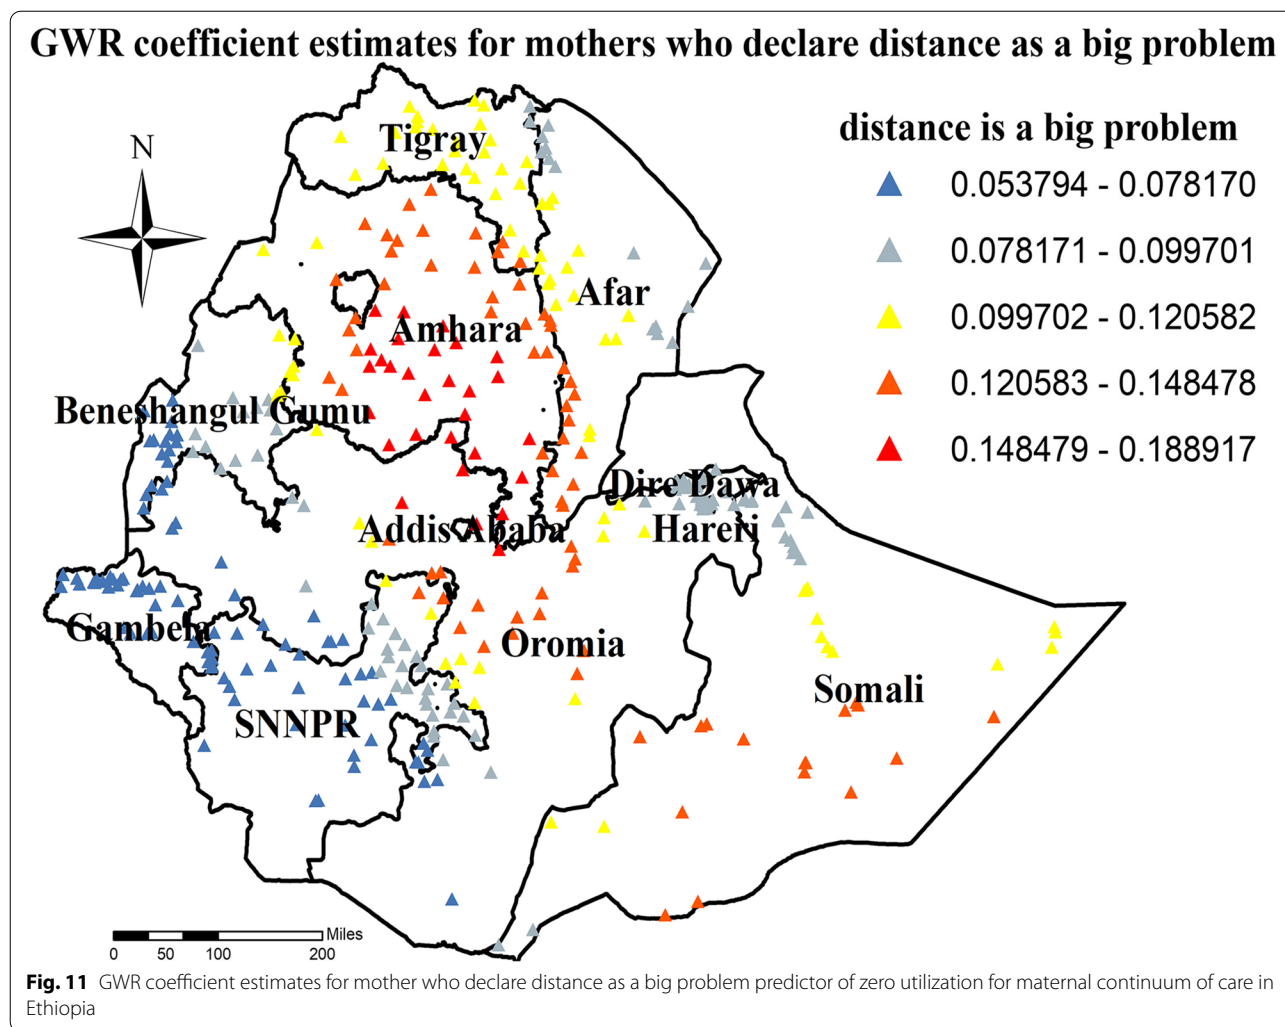 GWR coefficient estimates for mothers who declare distance as a big problem
distance is a big problem
0.053794 - 0.078170
0.078171 - 0.099701
0.099702 - 0.120582
0.120583 - 0.148478
0.148479 - 0.188917
N
Tigray
Afar
Amhara
Beneshangul Gumu
Dire Dawa
Addis Ababa
Hareri
Gambela
Oromia
Somali
SNNPR
Miles
0 50 100 200
Fig. 11 GWR coefficient estimates for mother who declare distance as a big problem predictor of zero utilization for maternal continuum of care in
Ethiopia